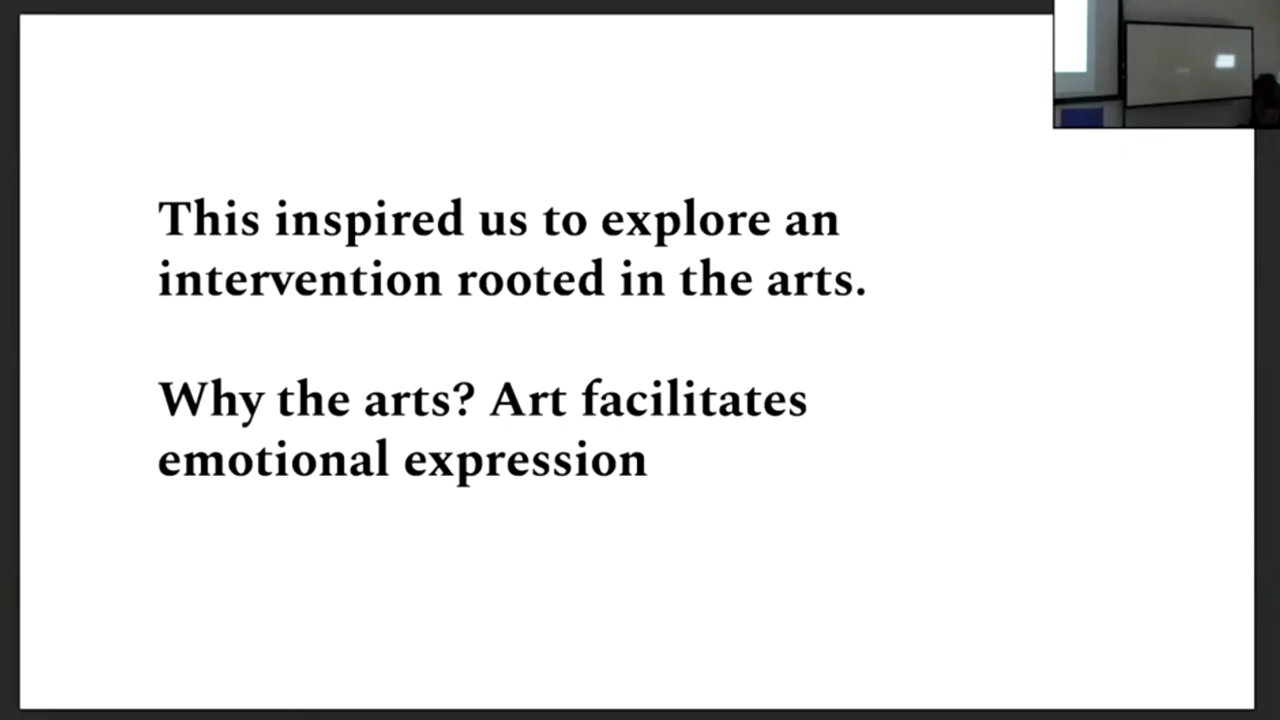 This inspired us to explore an
intervention rooted in the arts.
Why the arts? Art facilitates
emotional expression